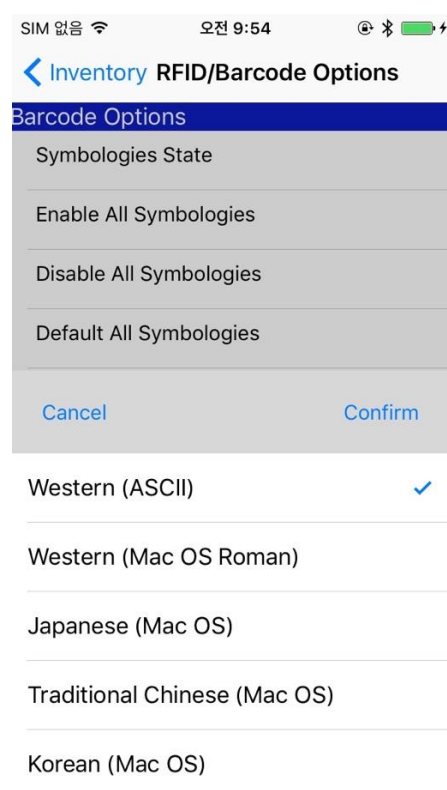 SIM 없음 오전 9:54
Inventory RFID/Barcode Options
Barcode Options
Symbologies State
Enable All Symbologies
Disable All Symbologies
Default All Symbologies
Cancel Confirm
Western (ASCII)
Western (Mac OS Roman)
Japanese (Mac OS)
Traditional Chinese (Mac OS)
Korean (Mac OS)